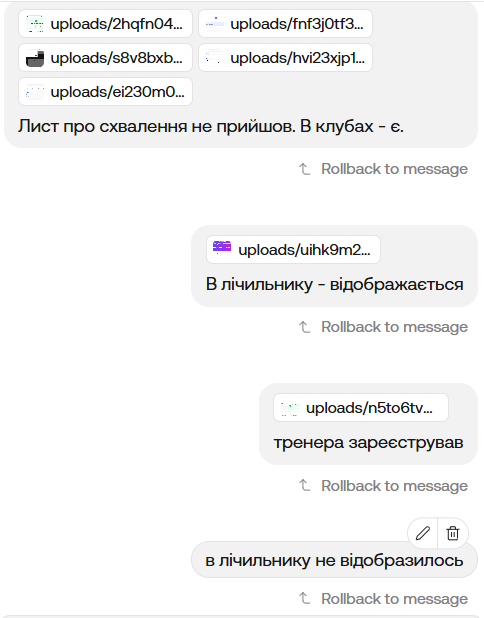 uploads/2hqfn04... uploads/fnf3j0tf3...
uploads/s8v8bxb... uploads/hvi23xjp1...
uploads/ei230m0...
Лист про схвалення не прийшов. В клубах - є.
Rollback to message
uploads/uihk9m2...
В лічильнику - відображається
Rollback to message
uploads/n5to6tv...
тренера зареєстрував
Rollback to message
в лічильнику не відобразилось
Rollback to message